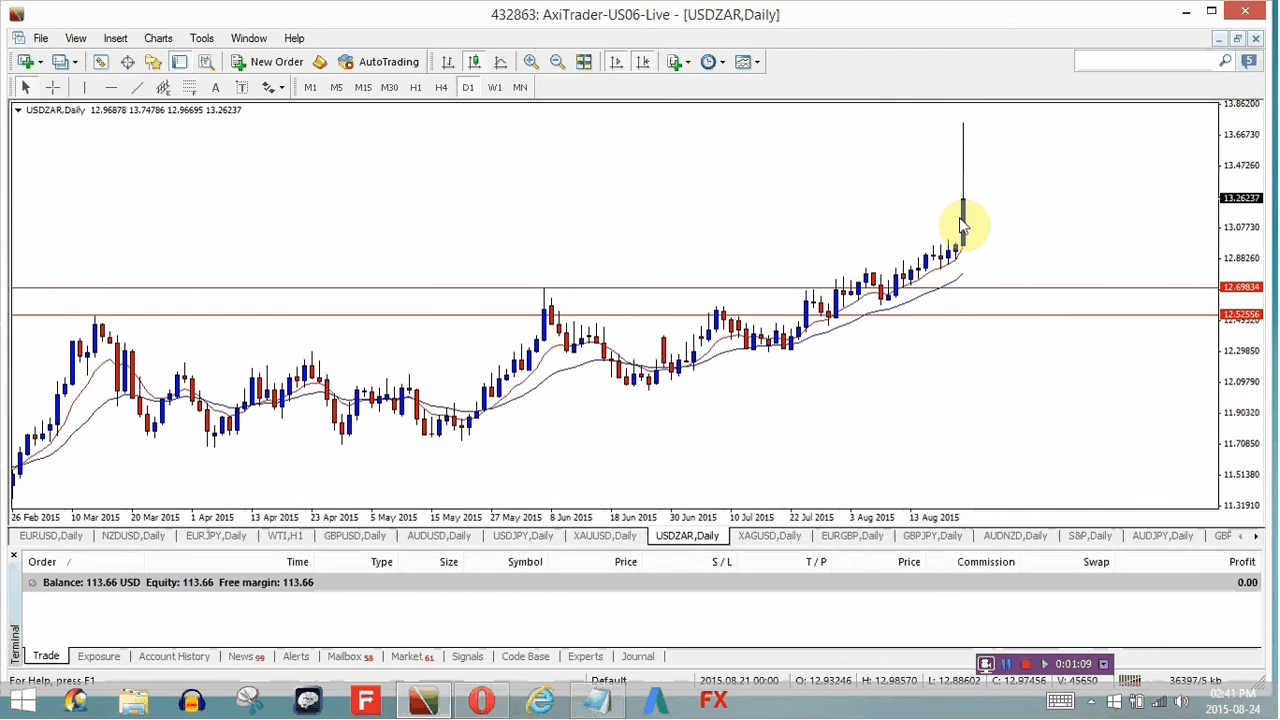 432863: AxiTrader-US06-Live - [USDZAR,Daily]
File View Insert Charts Tools Window Help
New Order AutoTrading 5
A T M1 M5 M15 M30 H1 H4 D1 W1 MN
USDZAR,Daily 12.96878 13.74786 12.96695 13.26237
13.86200
13.66730
13.47260
13.26237
13.07730
12.88260
12.69834
12.52556
12.29850
12.09790
11.90320
11.70850
11.51380
11.31910
26 Feb 2015 10 Mar 2015 20 Mar 2015 1 Apr 2015 13 Apr 2015 23 Apr 2015 5 May 2015 15 May 2015 27 May 2015 8 Jun 2015 18 Jun 2015 30 Jun 2015 10 Jul 2015 22 Jul 2015 3 Aug 2015 13 Aug 2015
EURUSD,Daily NZDUSD,Daily EURJPY,Daily WTI,H1 GBPUSD,Daily AUDUSD,Daily USDJPY,Daily XAUUSD,Daily USDZAR,Daily XAGUSD,Daily EURGBP,Daily GBPJPY,Daily AUDNZD,Daily S&P,Daily AUDJPY,Daily GBF
Order / Time Type Size Symbol Price S / L T / P Price Commission Swap Profit
Balance: 113.66 USD Equity: 113.66 Free margin: 113.66 0.00
Terminal
Trade Exposure Account History News 99 Alerts Mailbox 58 Market 61 Signals Code Base Experts Journal
0:01:09
For Help, press F1 Default 2015.08.21 00:00 O: 12.93246 H: 12.98570 L: 12.88602 C: 12.97456 V: 45650 36397/5 kb
F FX 02:41 PM
2015-08-24